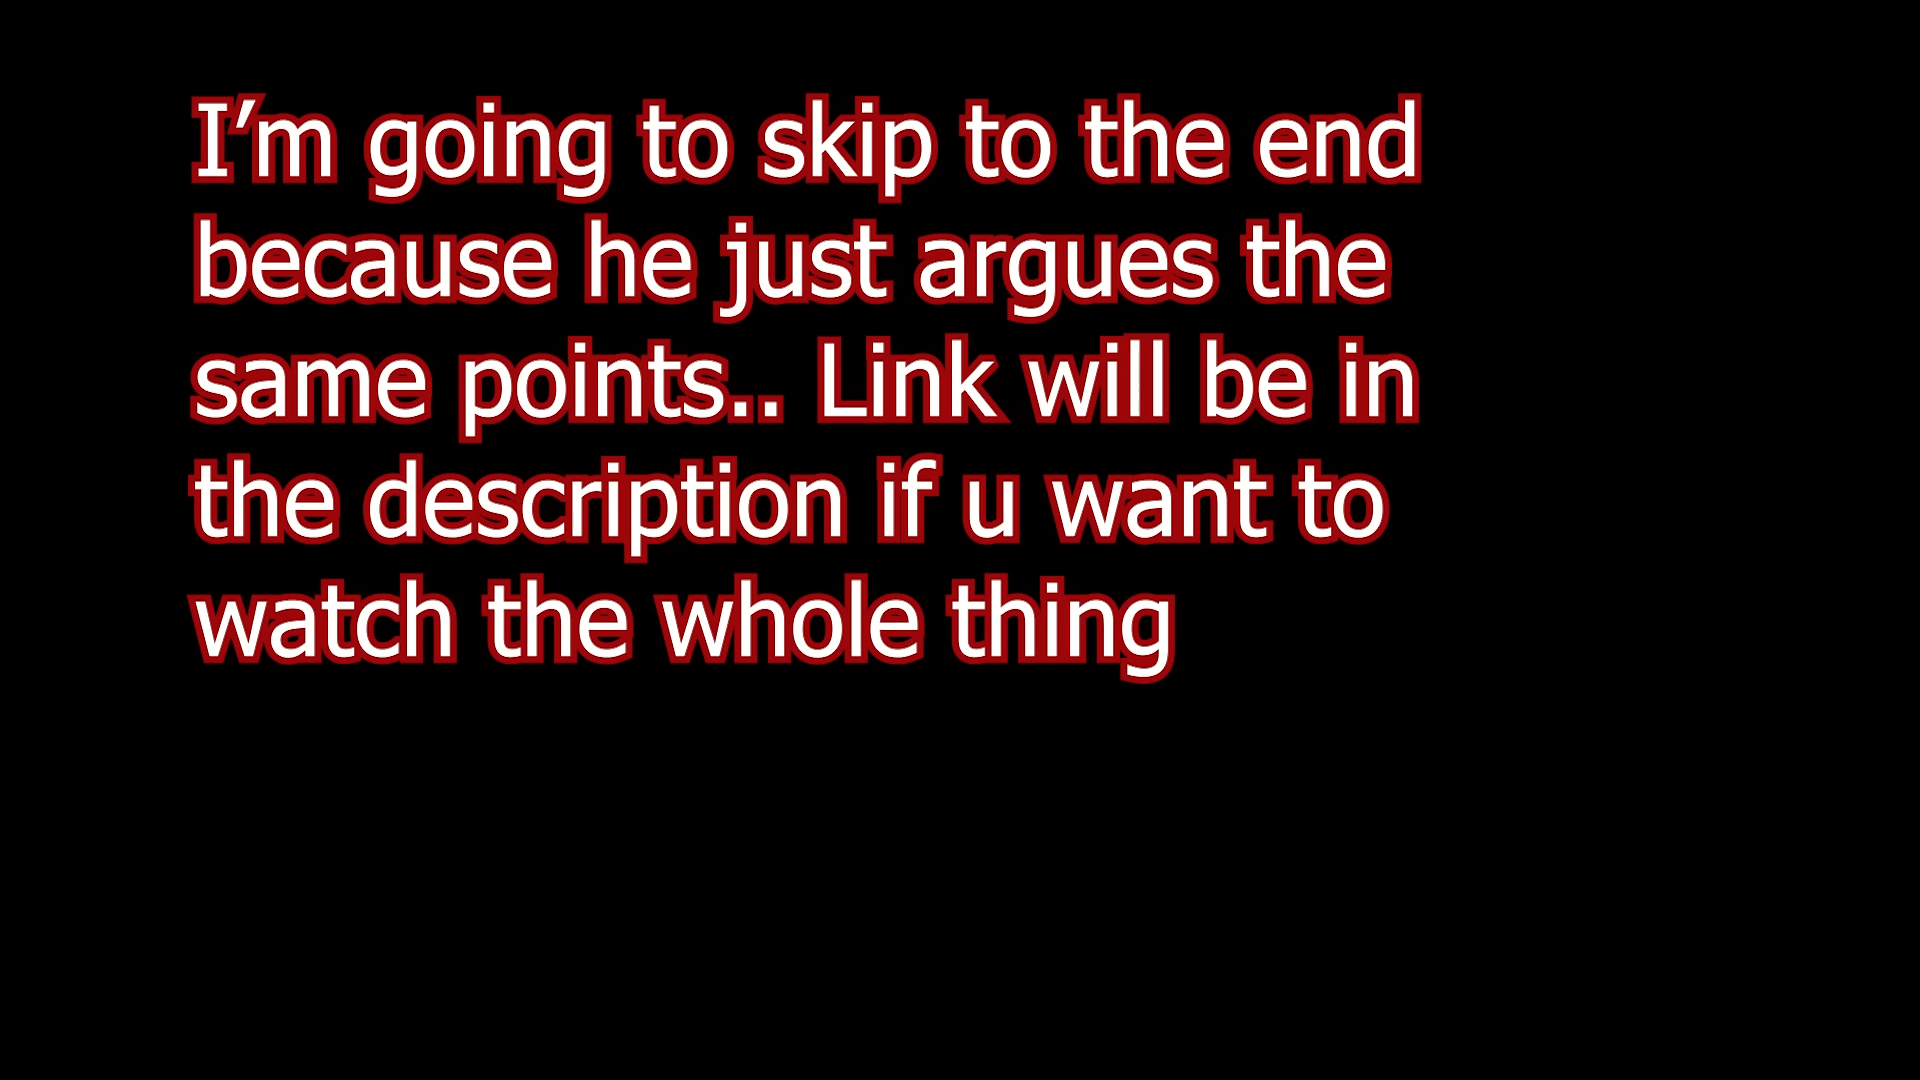 I’m going to skip to the end
because he just argues the
same points.. Link will be in
the description if u want to
watch the whole thing